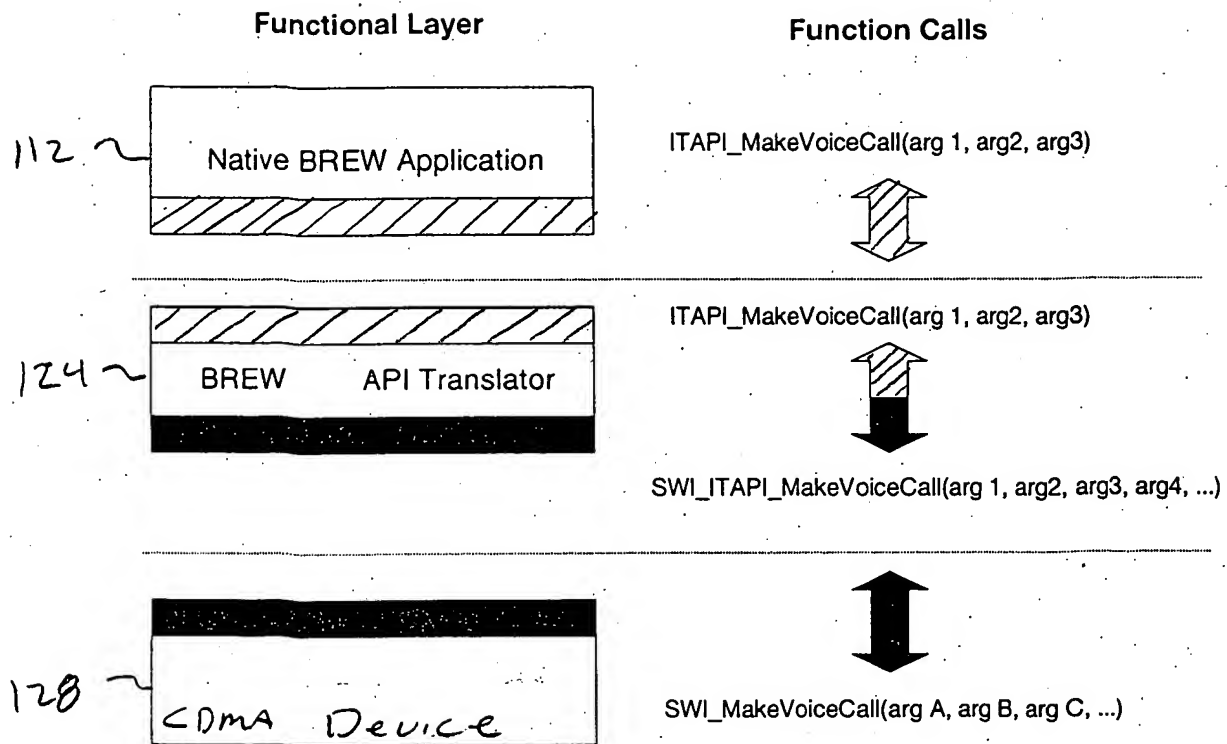 Functional Layer
Function Calls
112
Native BREW Application
ITAPI_MakeVoiceCall(arg 1, arg2, arg3)
124
BREW API Translator
ITAPI_MakeVoiceCall(arg 1, arg2, arg3)
SWI_ITAPI_MakeVoiceCall(arg 1, arg2, arg3, arg4, ...)
128
CDMA Device
SWI_MakeVoiceCall(arg A, arg B, arg C, ...)